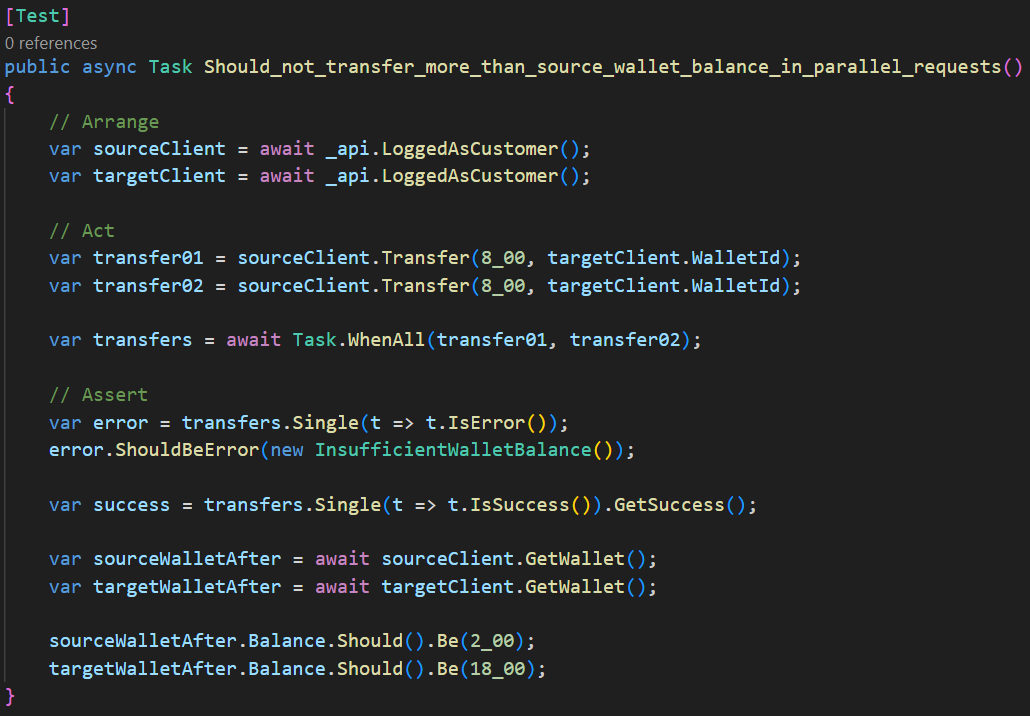 [Test]
0 references
public async Task Should_not_transfer_more_than_source_wallet_balance_in_parallel_requests()
{
    // Arrange
    var sourceClient = await _api.LoggedAsCustomer();
    var targetClient = await _api.LoggedAsCustomer();

    // Act
    var transfer01 = sourceClient.Transfer(8_00, targetClient.WalletId);
    var transfer02 = sourceClient.Transfer(8_00, targetClient.WalletId);

    var transfers = await Task.WhenAll(transfer01, transfer02);

    // Assert
    var error = transfers.Single(t => t.IsError());
    error.ShouldBeError(new InsufficientWalletBalance());

    var success = transfers.Single(t => t.IsSuccess()).GetSuccess();

    var sourceWalletAfter = await sourceClient.GetWallet();
    var targetWalletAfter = await targetClient.GetWallet();

    sourceWalletAfter.Balance.Should().Be(2_00);
    targetWalletAfter.Balance.Should().Be(18_00);
}